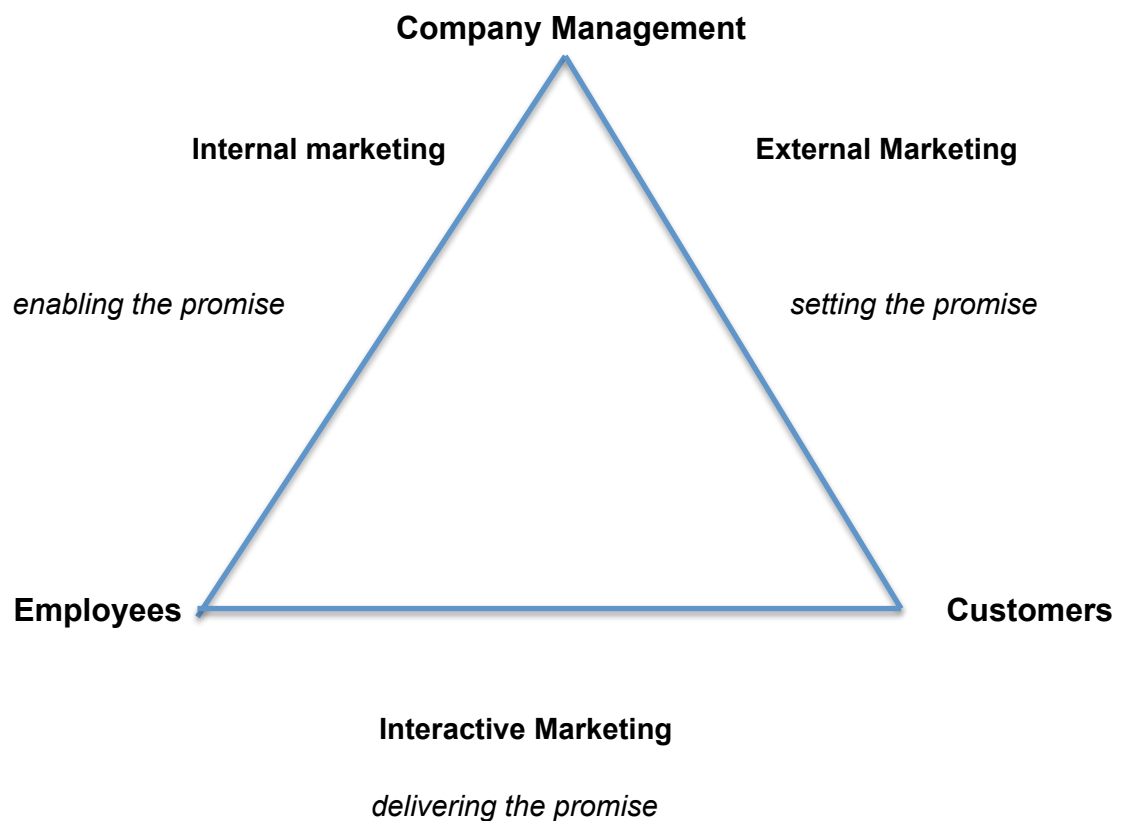 Company Management
Internal marketing
External Marketing
enabling the promise
setting the promise
Employees
Customers
Interactive Marketing
delivering the promise